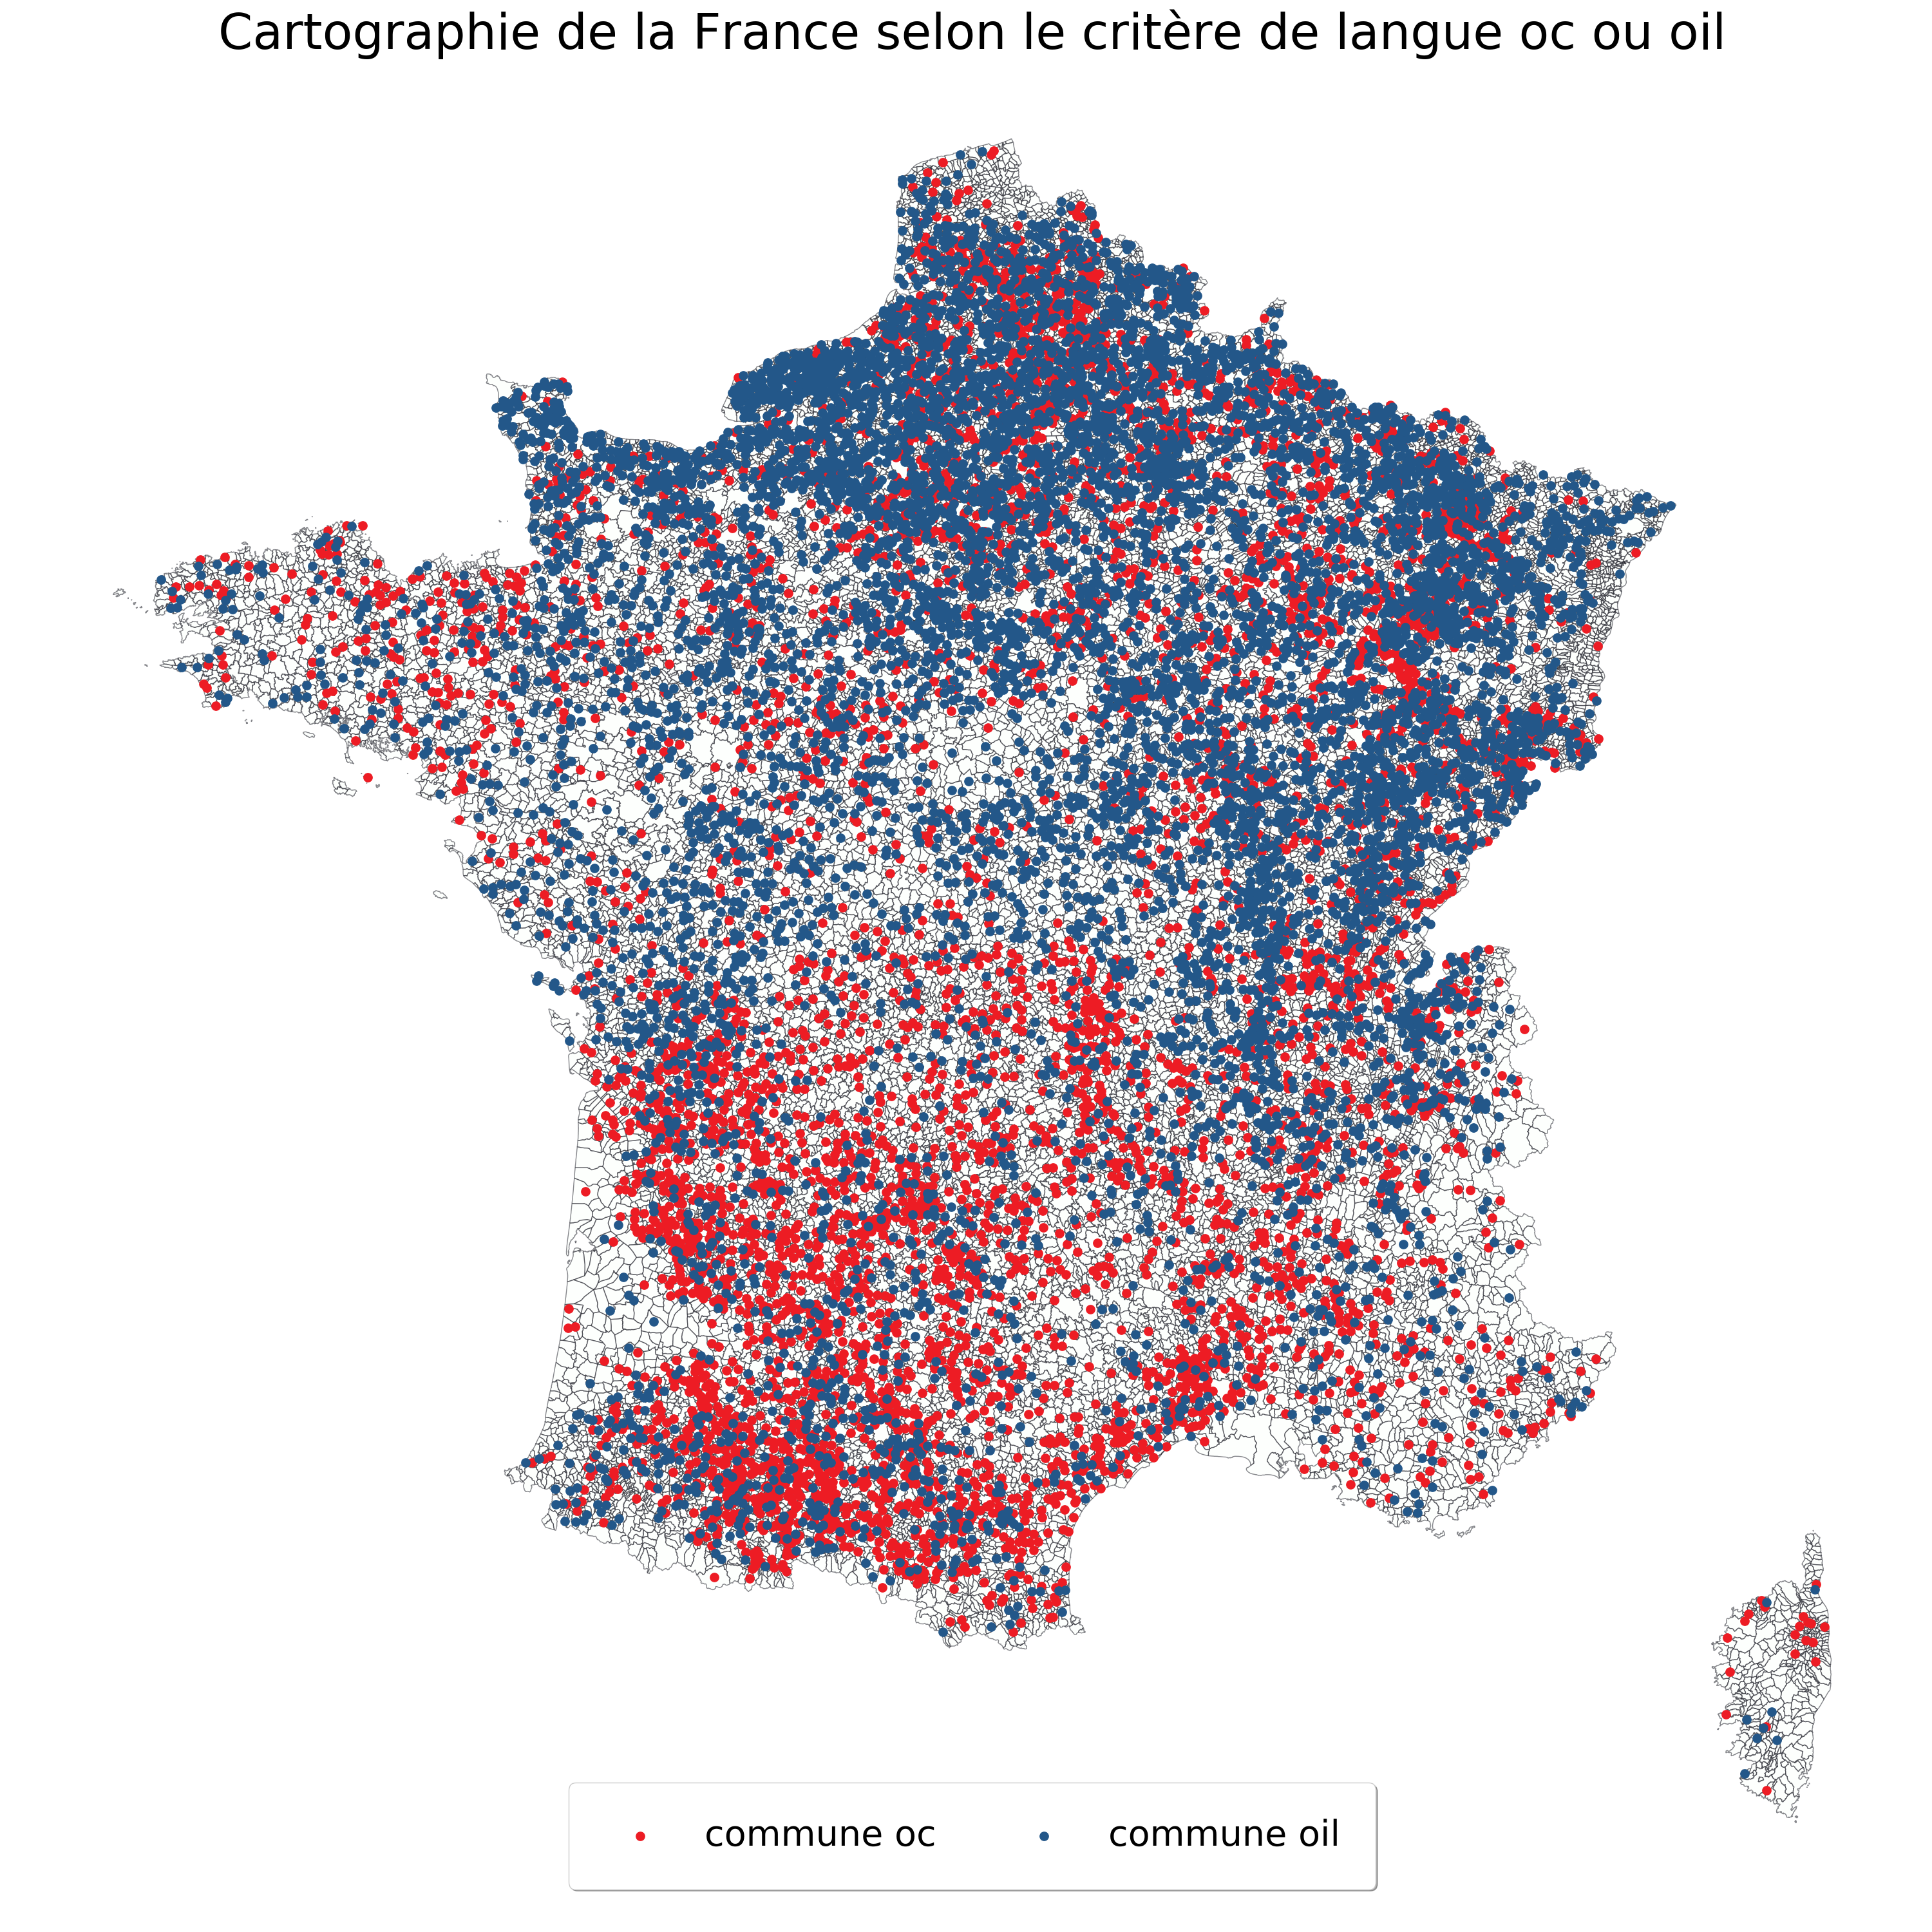 Cartographie de la France selon le critère de langue oc ou oil
commune oc
commune oil